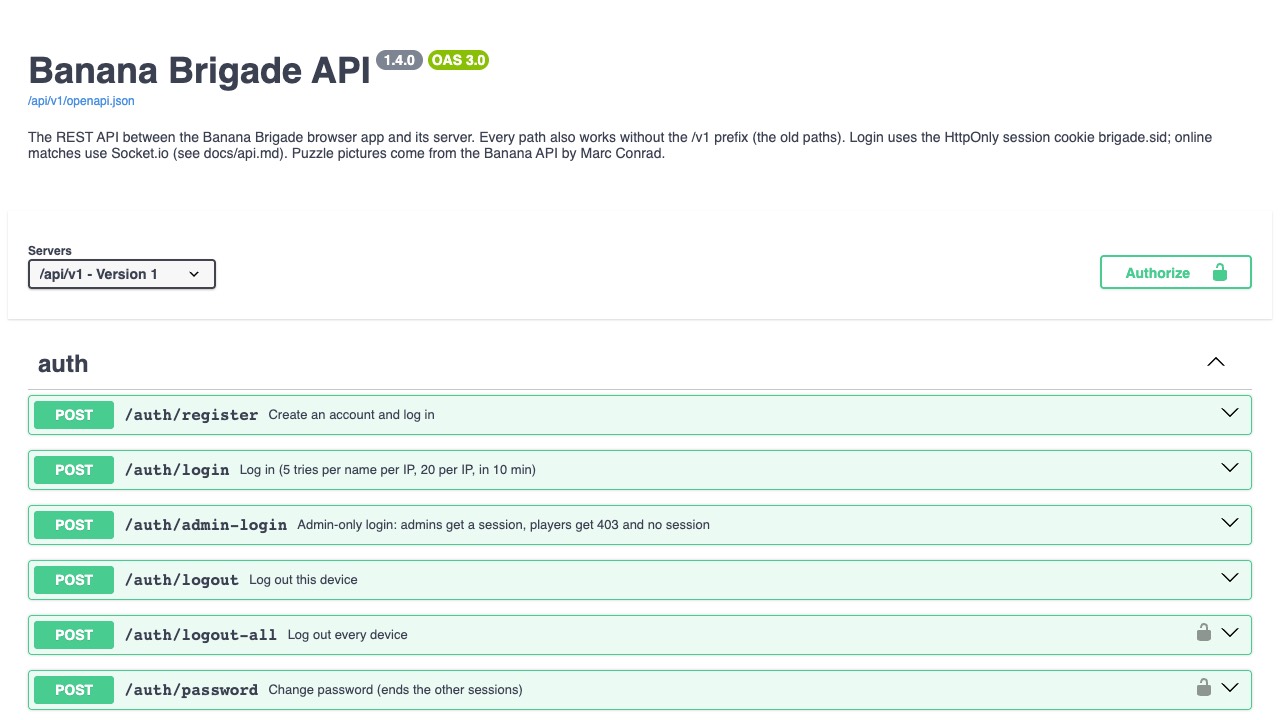 Banana Brigade API 1.4.0 OAS 3.0
/api/v1/openapi.json
The REST API between the Banana Brigade browser app and its server. Every path also works without the /v1 prefix (the old paths). Login uses the HttpOnly session cookie brigade.sid; online
matches use Socket.io (see docs/api.md). Puzzle pictures come from the Banana API by Marc Conrad.
Servers
/api/v1 - Version 1
Authorize
auth
POST /auth/register Create an account and log in
POST /auth/login Log in (5 tries per name per IP, 20 per IP, in 10 min)
POST /auth/admin-login Admin-only login: admins get a session, players get 403 and no session
POST /auth/logout Log out this device
POST /auth/logout-all Log out every device
POST /auth/password Change password (ends the other sessions)